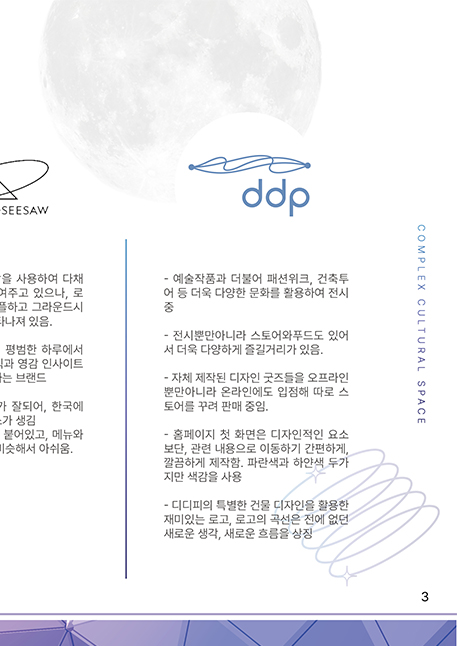 SEESAW
ddp
COMPLEX CULTURAL SPACE
을 사용하여 다채
여주고 있으나, 로
플하고 그라운드시
타나져 있음.
평범한 하루에서
과 영감 인사이트
하는 브랜드
가 잘되어, 한국에
가 생김
붙어있고, 메뉴와
비슷해서 아쉬움.
- 예술작품과 더불어 패션위크, 건축투
어 등 더욱 다양한 문화를 활용하여 전시
중
- 전시뿐만아니라 스토어와푸드도 있어
서 더욱 다양하게 즐길거리가 있음.
- 자체 제작된 디자인 굿즈들을 오프라인
뿐만아니라 온라인에도 입점해 따로 스
토어를 꾸려 판매 중임.
- 홈페이지 첫 화면은 디자인적인 요소
보단, 관련 내용으로 이동하기 간편하게,
깔끔하게 제작함. 파란색과 하얀색 두가
지만 색감을 사용
- 디디피의 특별한 건물 디자인을 활용한
재미있는 로고, 로고의 곡선은 전에 없던
새로운 생각, 새로운 흐름을 상징
3